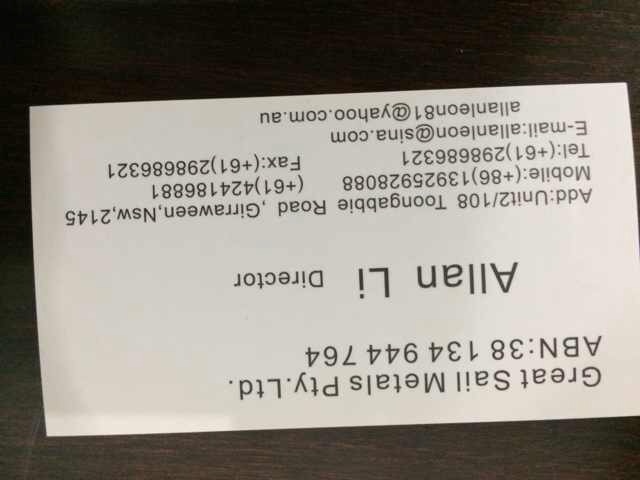 Great Sail Metals Pty.Ltd.
ABN:38 134 944 764
Allan Li Director
Add:Unit2/108 Toongabbie Road ,Girraween,Nsw,2145
Mobile:(+86)13925928088 (+61)424186881
Tel:(+61)298686321 Fax:(+61)298686321
E-mail:allanleon@sina.com
allanleon81@yahoo.com.au